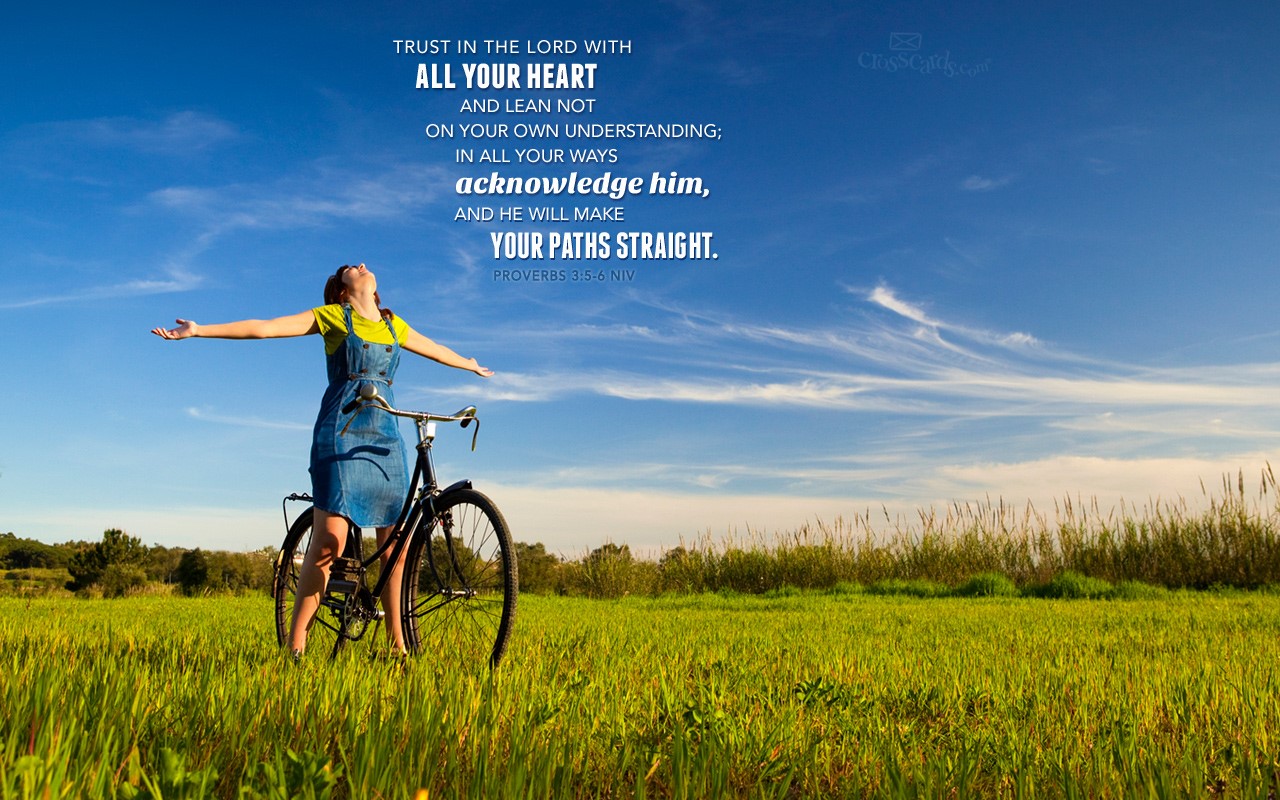 TRUST IN THE LORD WITH
ALL YOUR HEART
AND LEAN NOT
ON YOUR OWN UNDERSTANDING;
IN ALL YOUR WAYS
acknowledge him,
AND HE WILL MAKE
YOUR PATHS STRAIGHT.
PROVERBS 3:5-6 NIV
crosscards.com